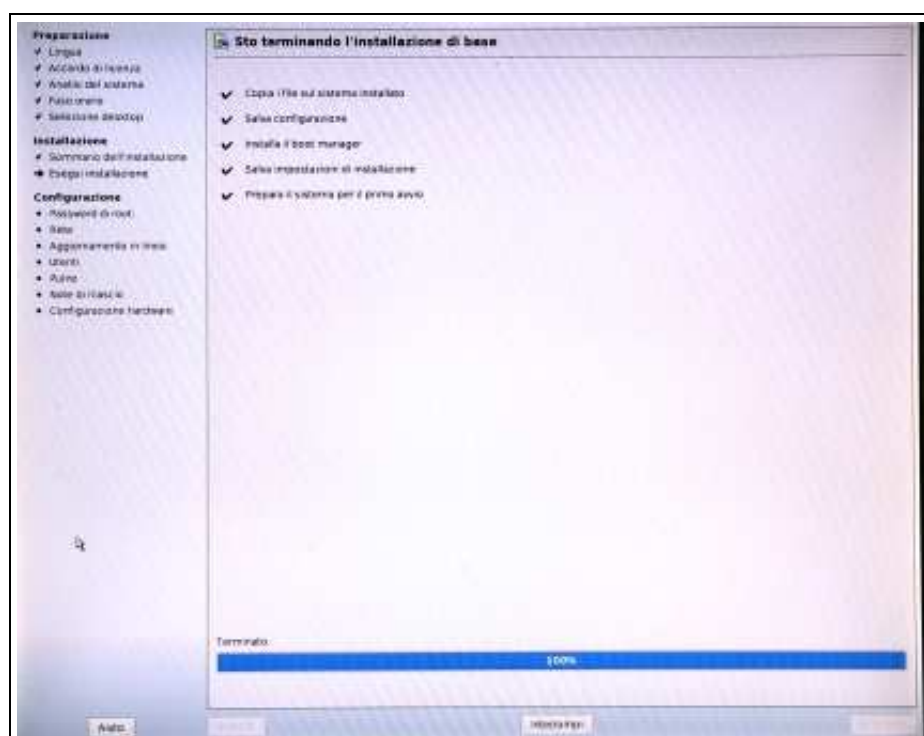 Preparazione
Lingua
Accordo di licenza
Analisi del sistema
Fuso orario
Selezione desktop
Installazione
Sommario dell'installazione
Esegui installazione
Configurazione
Password di root
Aggiornamento in linea
Utenti
Note di rilascio
Configurazione hardware
Sto terminando l'installazione di base
Copia i file sul sistema installato
Salva configurazione
Installa il boot manager
Salva impostazioni di installazione
Prepara il sistema per il primo avvio
Terminato
100%
Aiuto
Interrompi